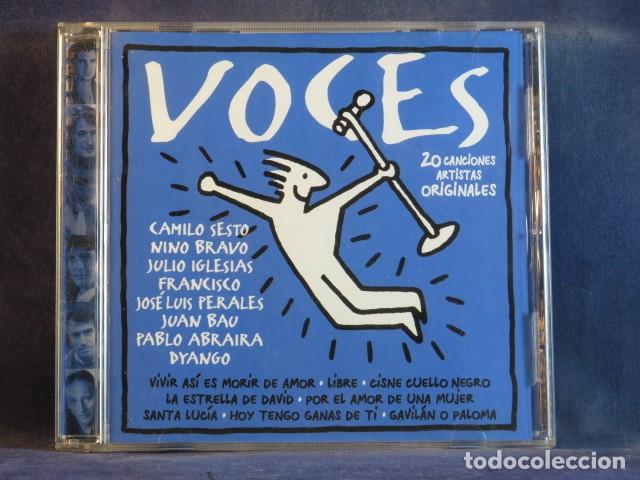 VOCES
20 CANCIONES
ARTISTAS
ORIGINALES
CAMILO SESTO
NINO BRAVO
JULIO IGLESIAS
FRANCISCO
JOSÉ LUIS PERALES
JUAN BAU
PABLO ABRAIRA
DYANGO
VIVIR ASÍ ES MORIR DE AMOR • LIBRE • CISNE CUELLO NEGRO
LA ESTRELLA DE DAVID • POR EL AMOR DE UNA MUJER
SANTA LUCÍA • HOY TENGO GANAS DE TI • GAVILÁN O PALOMA
todocoleccion.net